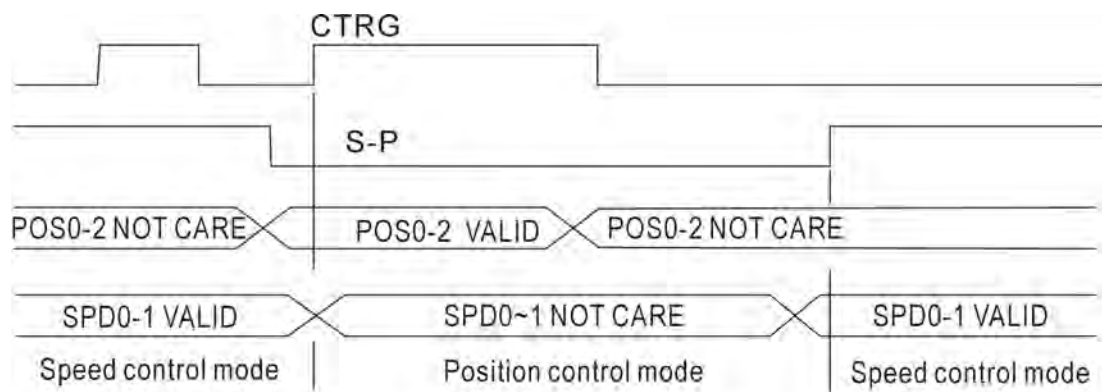 CTRG
S-P
POS0-2 NOT CARE POS0-2 VALID POS0-2 NOT CARE
SPD0-1 VALID SPD0~1 NOT CARE SPD0-1 VALID
Speed control mode Position control mode Speed control mode